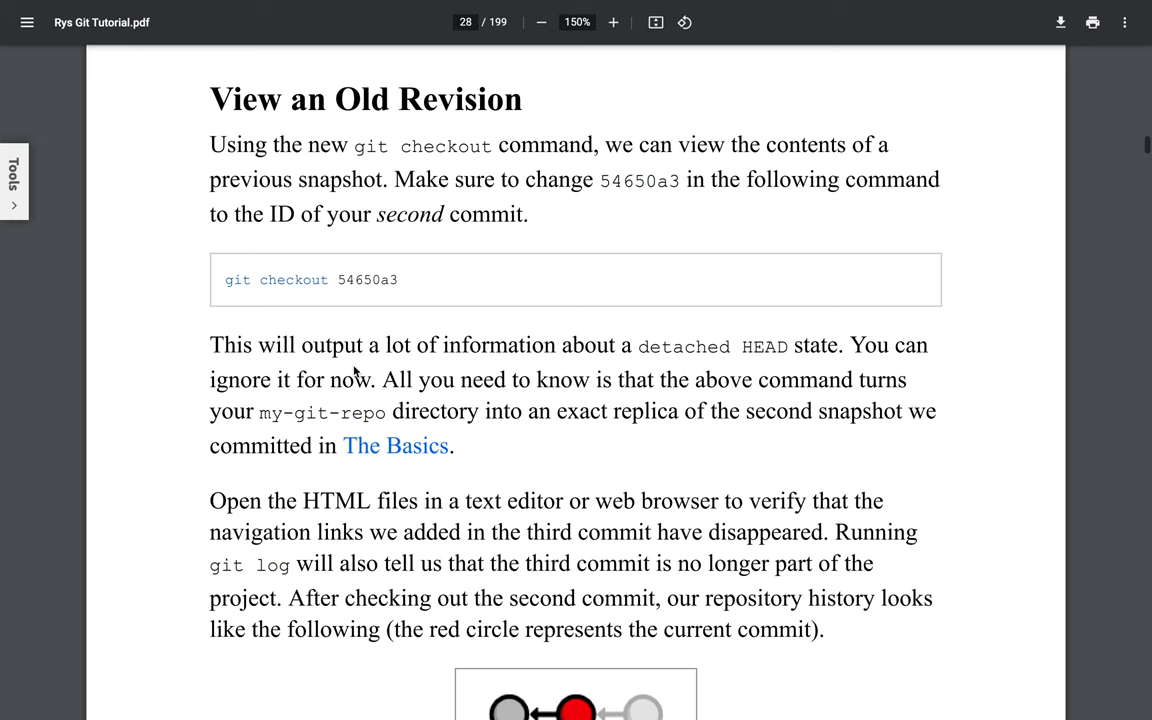 Rys Git Tutorial.pdf
28 / 199
150%
Tools
View an Old Revision
Using the new git checkout command, we can view the contents of a
previous snapshot. Make sure to change 54650a3 in the following command
to the ID of your second commit.
git checkout 54650a3
This will output a lot of information about a detached HEAD state. You can
ignore it for now. All you need to know is that the above command turns
your my-git-repo directory into an exact replica of the second snapshot we
committed in The Basics.
Open the HTML files in a text editor or web browser to verify that the
navigation links we added in the third commit have disappeared. Running
git log will also tell us that the third commit is no longer part of the
project. After checking out the second commit, our repository history looks
like the following (the red circle represents the current commit).